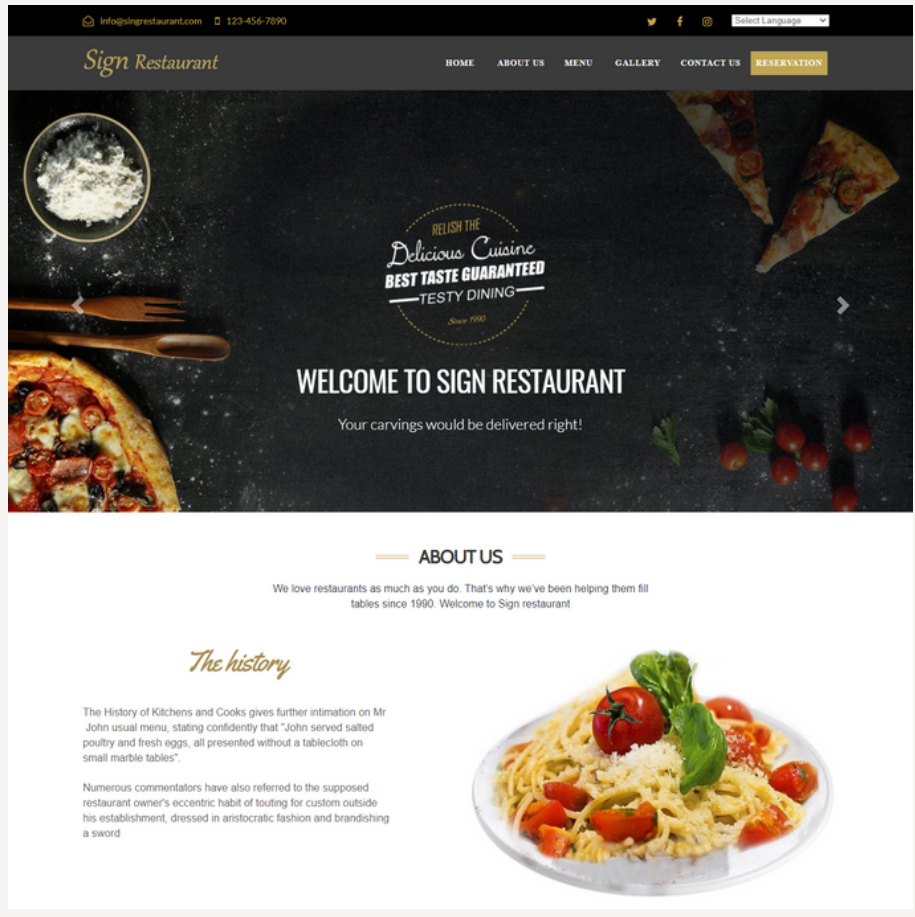 info@singrestaurant.com 123-456-7890 Select Language
Sign Restaurant HOME ABOUT US MENU GALLERY CONTACT US RESERVATION
RELISH THE
Delicious Cuisine
BEST TASTE GUARANTEED
TESTY DINING
Since 1990
WELCOME TO SIGN RESTAURANT
Your carvings would be delivered right!
ABOUT US
We love restaurants as much as you do. That's why we've been helping them fill
tables since 1990. Welcome to Sign restaurant
The history
The History of Kitchens and Cooks gives further intimation on Mr
John usual menu, stating confidently that "John served salted
poultry and fresh eggs, all presented without a tablecloth on
small marble tables".
Numerous commentators have also referred to the supposed
restaurant owner's eccentric habit of touting for custom outside
his establishment, dressed in aristocratic fashion and brandishing
a sword